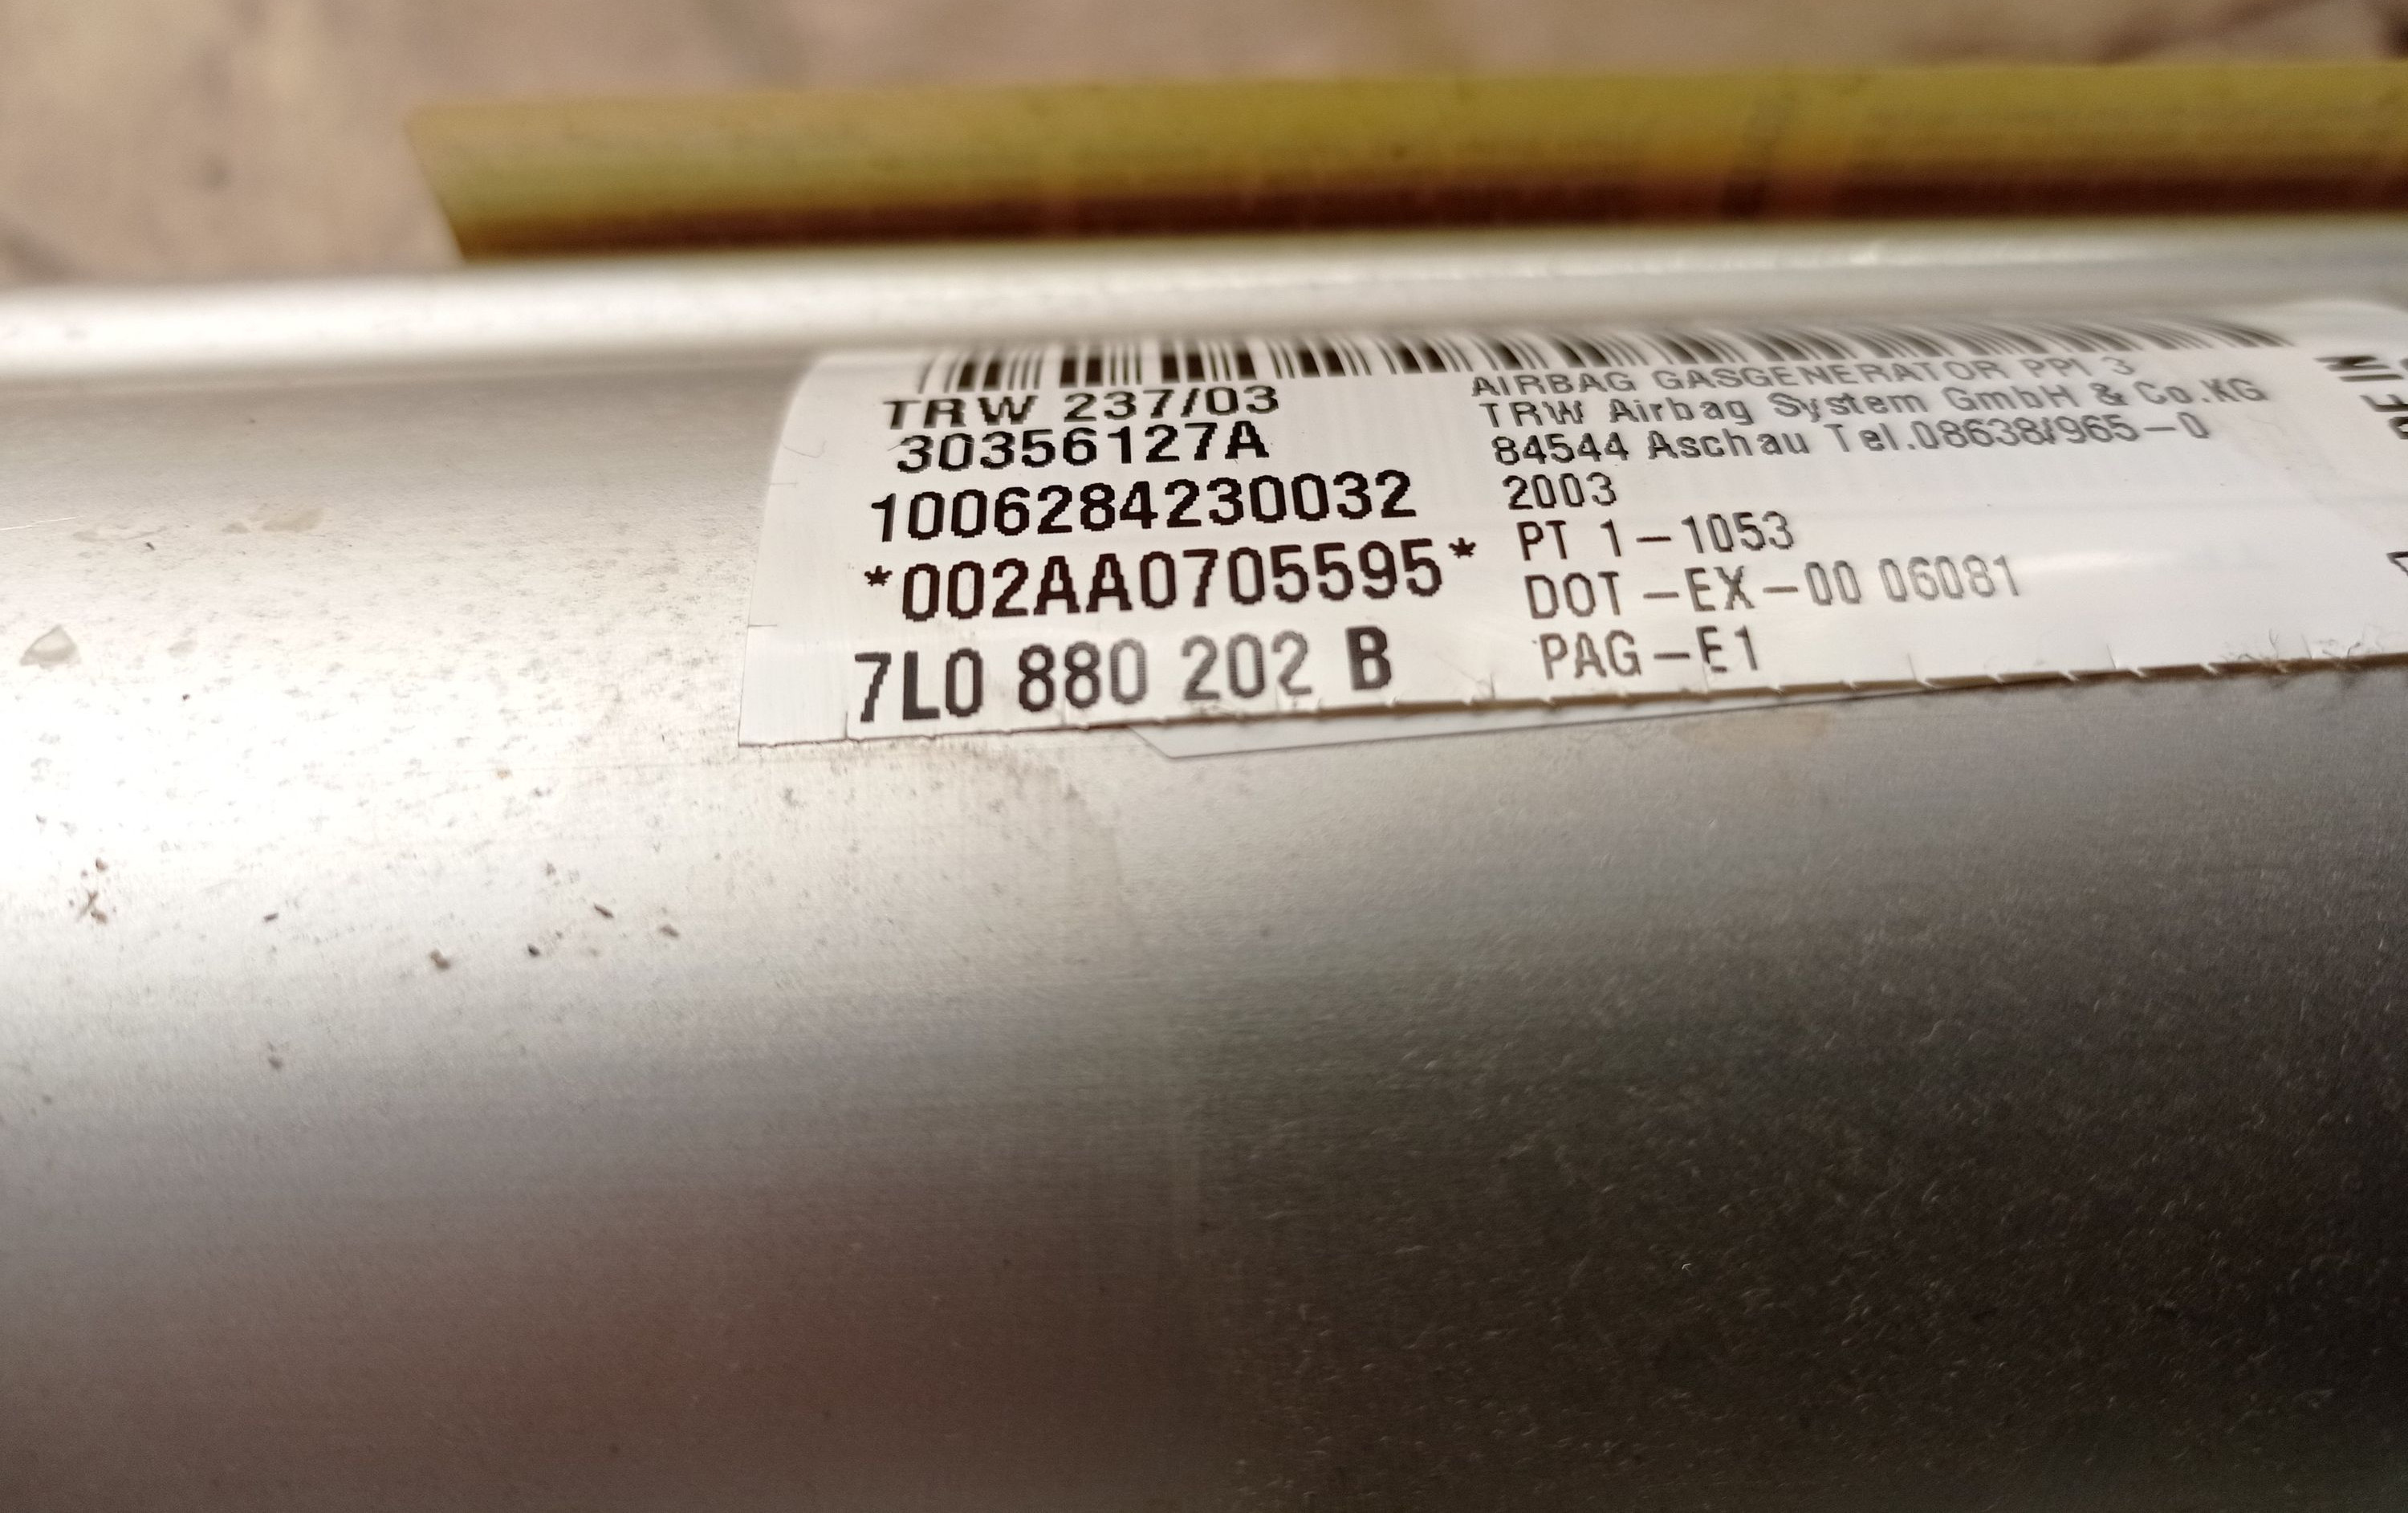 TRW 237/03
30356127A
1006284230032
*002AA0705595*
7L0 880 202 B
AIRBAG GASGENERATOR PPI 3
TRW Airbag System GmbH & Co.KG
84544 Aschau Tel.08638/965-0
2003
PT 1-1053
DOT-EX-00 06081
PAG-E1
IN